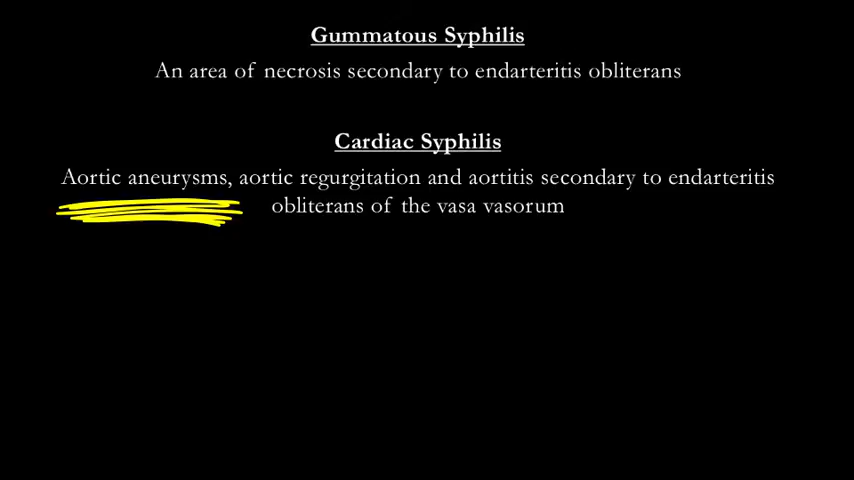 Gummatous Syphilis
An area of necrosis secondary to endarteritis obliterans
Cardiac Syphilis
Aortic aneurysms, aortic regurgitation and aortitis secondary to endarteritis
obliterans of the vasa vasorum